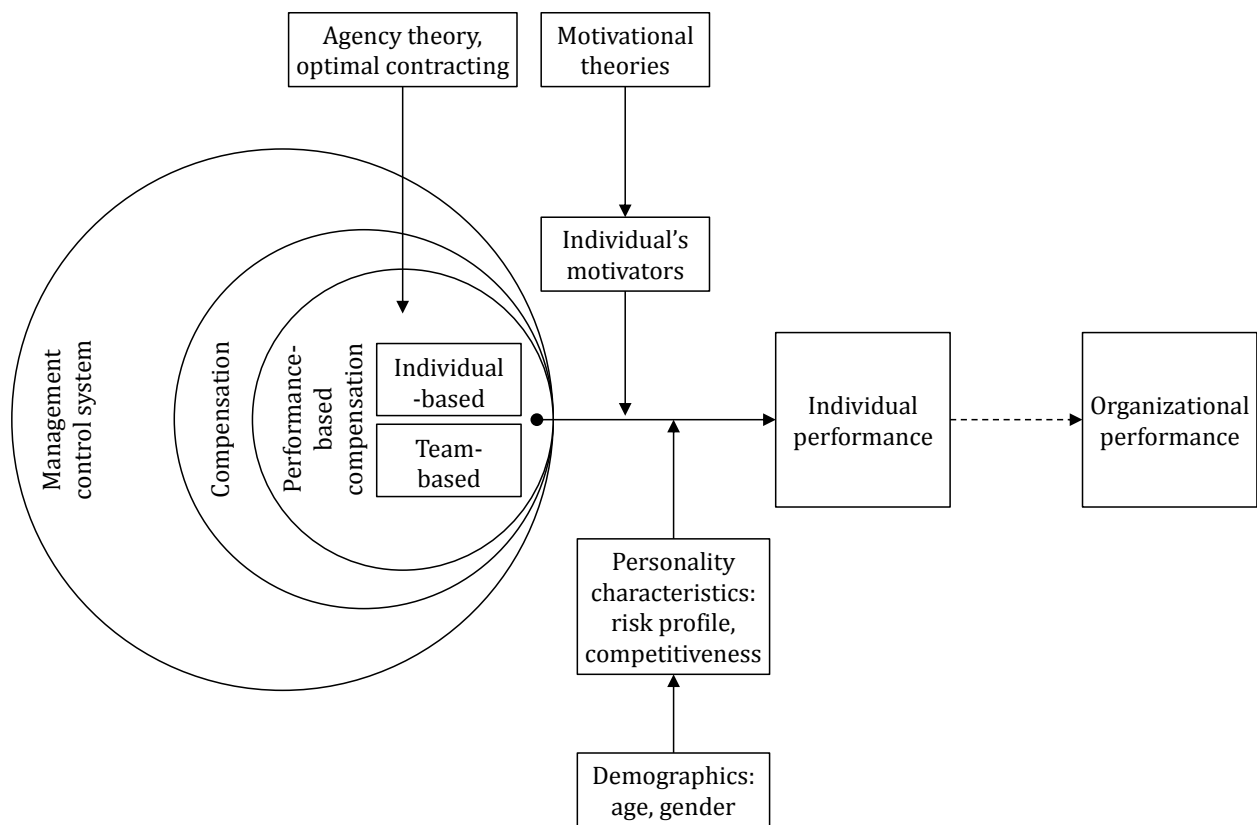 Agency theory,
optimal contracting
Motivational
theories
Individual’s
motivators
Management
control system
Compensation
Performance-
based
compensation
Individual
-based
Team-
based
Individual
performance
Organizational
performance
Personality
characteristics:
risk profile,
competitiveness
Demographics:
age, gender